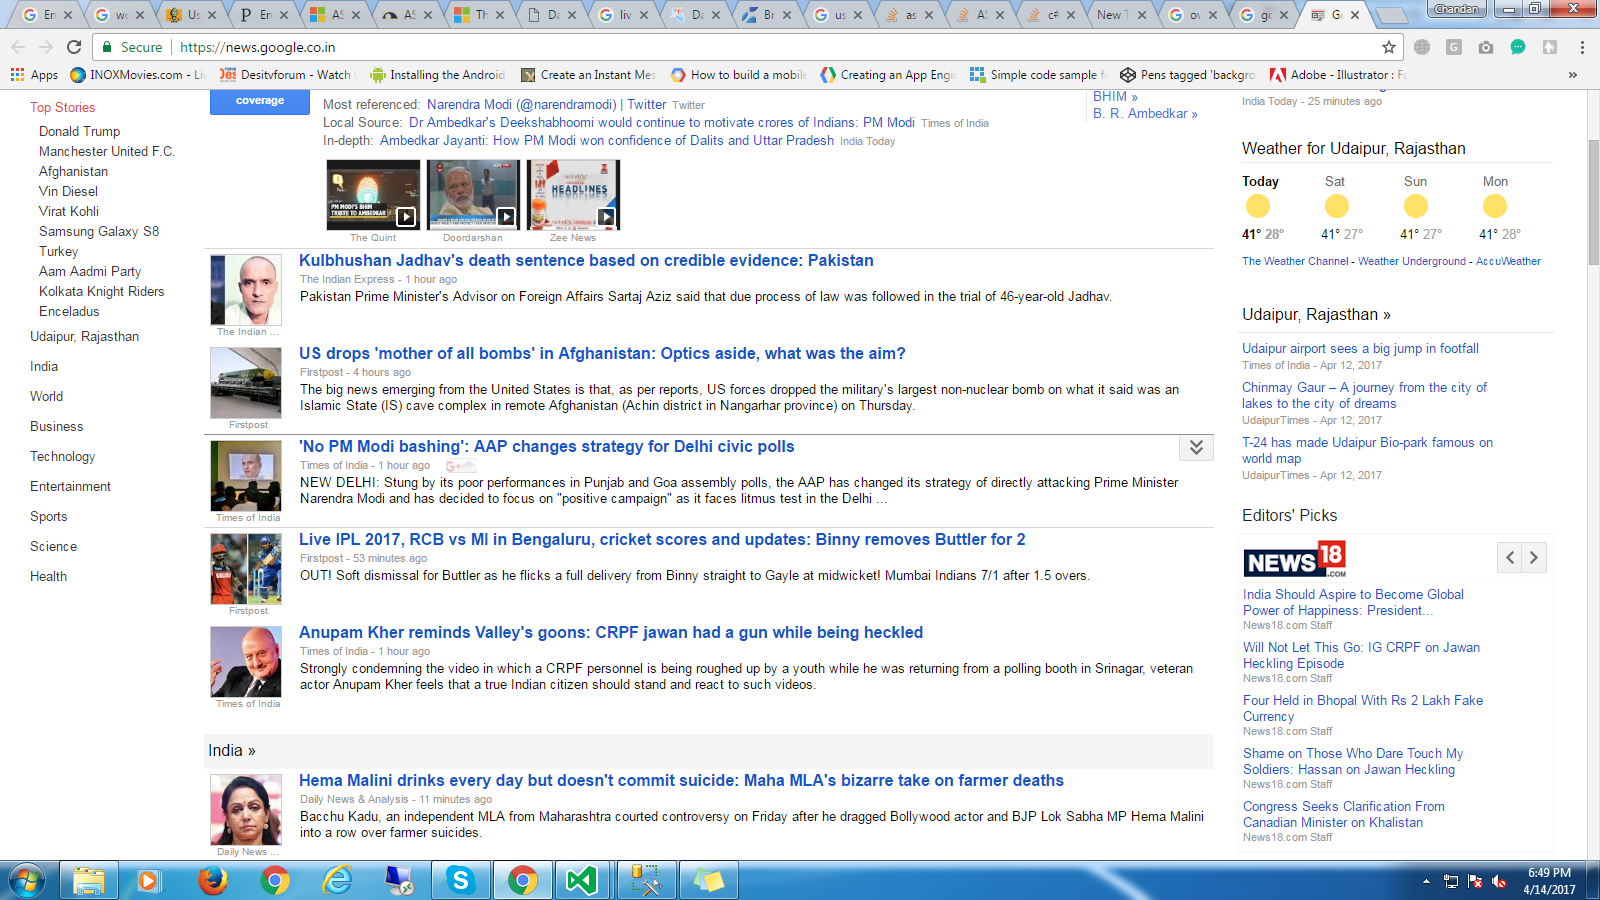 En
wo
Us
En
AS
AS
Th
Da
liv
Da
Br
us
as
AS
c#
New T
ov
go
Go
Chandan
Secure
https://news.google.co.in
Apps
INOXMovies.com - Li
Desitvforum - Watch
Installing the Android
Create an Instant Mes
How to build a mobile
Creating an App Engi
Simple code sample f
Pens tagged 'backgro
Adobe - Illustrator : Fo
»
Top Stories
Donald Trump
Manchester United F.C.
Afghanistan
Vin Diesel
Virat Kohli
Samsung Galaxy S8
Turkey
Aam Aadmi Party
Kolkata Knight Riders
Enceladus
Udaipur, Rajasthan
India
World
Business
Technology
Entertainment
Sports
Science
Health
coverage
Most referenced: Narendra Modi (@narendramodi) | Twitter Twitter
Local Source: Dr Ambedkar's Deekshabhoomi would continue to motivate crores of Indians: PM Modi Times of India
In-depth: Ambedkar Jayanti: How PM Modi won confidence of Dalits and Uttar Pradesh India Today
BHIM »
B. R. Ambedkar »
PM MODI'S BHIM
TRIBUTE TO AMBEDKAR
HEADLINES
The Quint
Doordarshan
Zee News
Kulbhushan Jadhav's death sentence based on credible evidence: Pakistan
The Indian Express - 1 hour ago
Pakistan Prime Minister's Advisor on Foreign Affairs Sartaj Aziz said that due process of law was followed in the trial of 46-year-old Jadhav.
The Indian ...
US drops 'mother of all bombs' in Afghanistan: Optics aside, what was the aim?
Firstpost - 4 hours ago
The big news emerging from the United States is that, as per reports, US forces dropped the military's largest non-nuclear bomb on what it said was an
Islamic State (IS) cave complex in remote Afghanistan (Achin district in Nangarhar province) on Thursday.
Firstpost
'No PM Modi bashing': AAP changes strategy for Delhi civic polls
Times of India - 1 hour ago
NEW DELHI: Stung by its poor performances in Punjab and Goa assembly polls, the AAP has changed its strategy of directly attacking Prime Minister
Narendra Modi and has decided to focus on "positive campaign" as it faces litmus test in the Delhi ...
Times of India
Live IPL 2017, RCB vs MI in Bengaluru, cricket scores and updates: Binny removes Buttler for 2
Firstpost - 53 minutes ago
OUT! Soft dismissal for Buttler as he flicks a full delivery from Binny straight to Gayle at midwicket! Mumbai Indians 7/1 after 1.5 overs.
Firstpost
Anupam Kher reminds Valley's goons: CRPF jawan had a gun while being heckled
Times of India - 1 hour ago
Strongly condemning the video in which a CRPF personnel is being roughed up by a youth while he was returning from a polling booth in Srinagar, veteran
actor Anupam Kher feels that a true Indian citizen should stand and react to such videos.
Times of India
India »
Hema Malini drinks every day but doesn't commit suicide: Maha MLA's bizarre take on farmer deaths
Daily News & Analysis - 11 minutes ago
Bacchu Kadu, an independent MLA from Maharashtra courted controversy on Friday after he dragged Bollywood actor and BJP Lok Sabha MP Hema Malini
into a row over farmer suicides.
Daily News ...
India Today - 25 minutes ago
Weather for Udaipur, Rajasthan
Today Sat Sun Mon
41° 28° 41° 27° 41° 27° 41° 28°
The Weather Channel - Weather Underground - AccuWeather
Udaipur, Rajasthan »
Udaipur airport sees a big jump in footfall
Times of India - Apr 12, 2017
Chinmay Gaur – A journey from the city of
lakes to the city of dreams
UdaipurTimes - Apr 12, 2017
T-24 has made Udaipur Bio-park famous on
world map
UdaipurTimes - Apr 12, 2017
Editors' Picks
NEWS18.COM
India Should Aspire to Become Global
Power of Happiness: President...
News18.com Staff
Will Not Let This Go: IG CRPF on Jawan
Heckling Episode
News18.com Staff
Four Held in Bhopal With Rs 2 Lakh Fake
Currency
News18.com Staff
Shame on Those Who Dare Touch My
Soldiers: Hassan on Jawan Heckling
News18.com Staff
Congress Seeks Clarification From
Canadian Minister on Khalistan
News18.com Staff
6:49 PM
4/14/2017